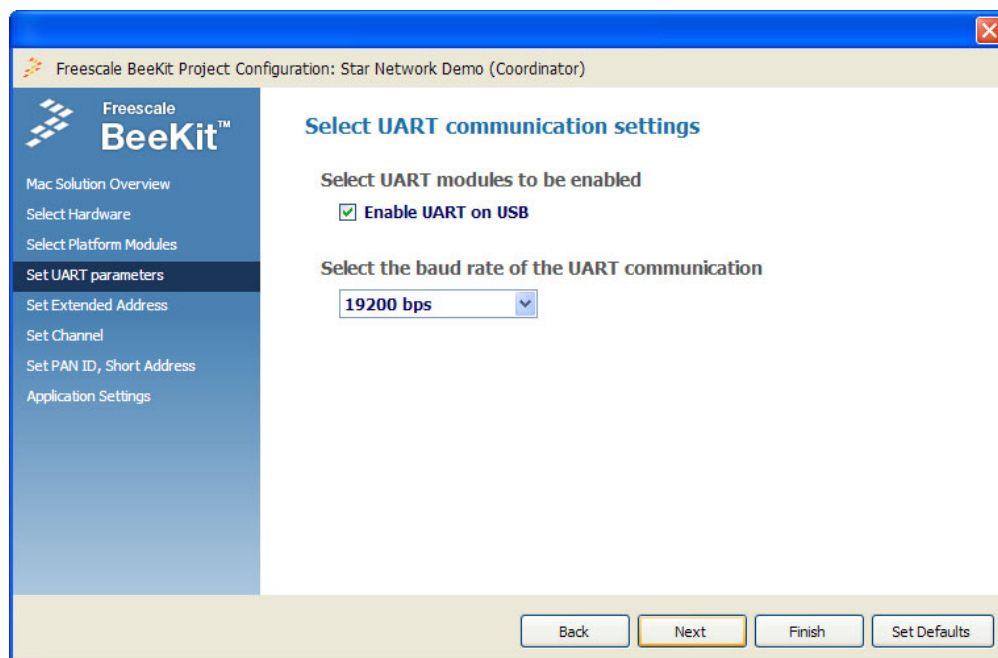 Freescale BeeKit Project Configuration: Star Network Demo (Coordinator)
Freescale
BeeKit™
Mac Solution Overview
Select Hardware
Select Platform Modules
Set UART parameters
Set Extended Address
Set Channel
Set PAN ID, Short Address
Application Settings
Select UART communication settings
Select UART modules to be enabled
Enable UART on USB
Select the baud rate of the UART communication
19200 bps
Back Next Finish Set Defaults